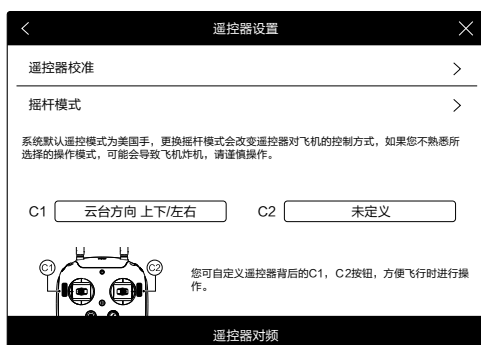 遥控器设置
遥控器校准
摇杆模式
系统默认遥控模式为美国手，更换摇杆模式会改变遥控器对飞机的控制方式，如果您不熟悉所
选择的操作模式，可能会导致飞机炸机，请谨慎操作。
C1 云台方向 上下/左右 C2 未定义
C1 C2
您可自定义遥控器背后的C1，C2按钮，方便飞行时进行操
作。
遥控器对频